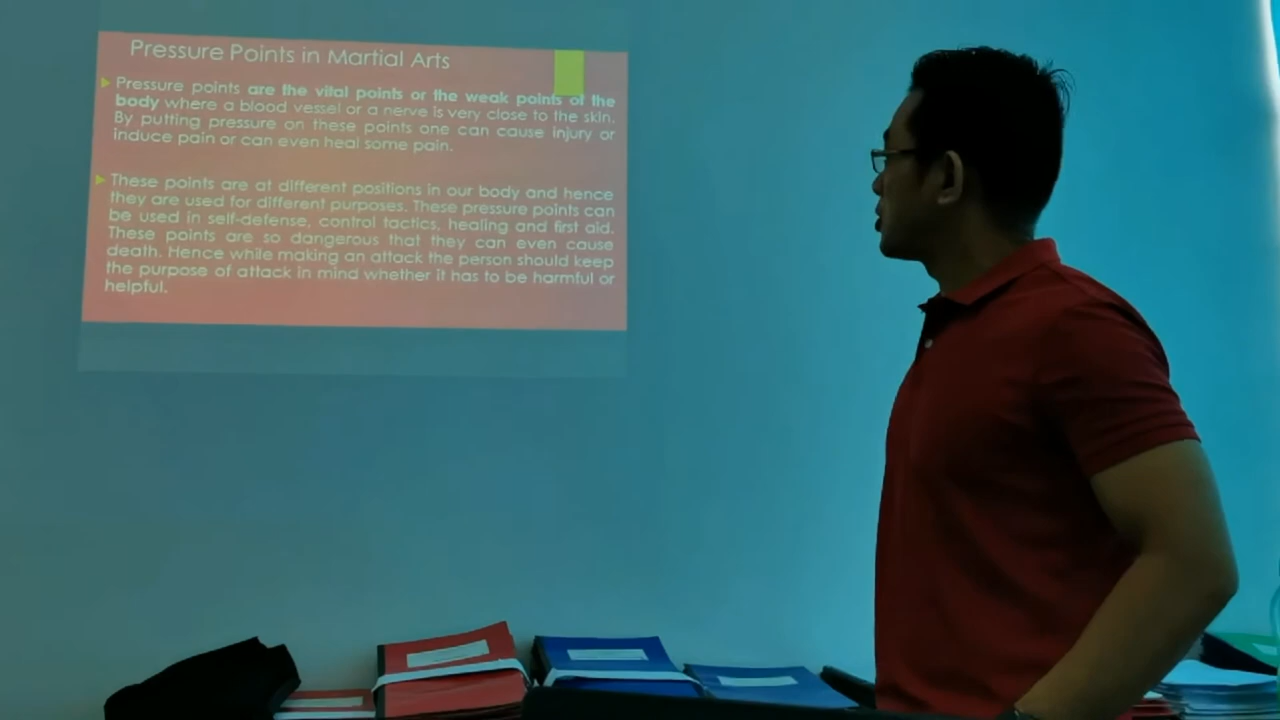 Pressure Points in Martial Arts
Pressure points are the vital points or the weak points of the
body where a blood vessel or a nerve is very close to the skin.
By putting pressure on these points one can cause injury or
induce pain or can even heal some pain.
These points are at different positions in our body and hence
they are used for different purposes. These pressure points can
be used in self-defense, control tactics, healing and first aid.
These points are so dangerous that they can even cause
death. Hence while making an attack the person should keep
the purpose of attack in mind whether it has to be harmful or
helpful.